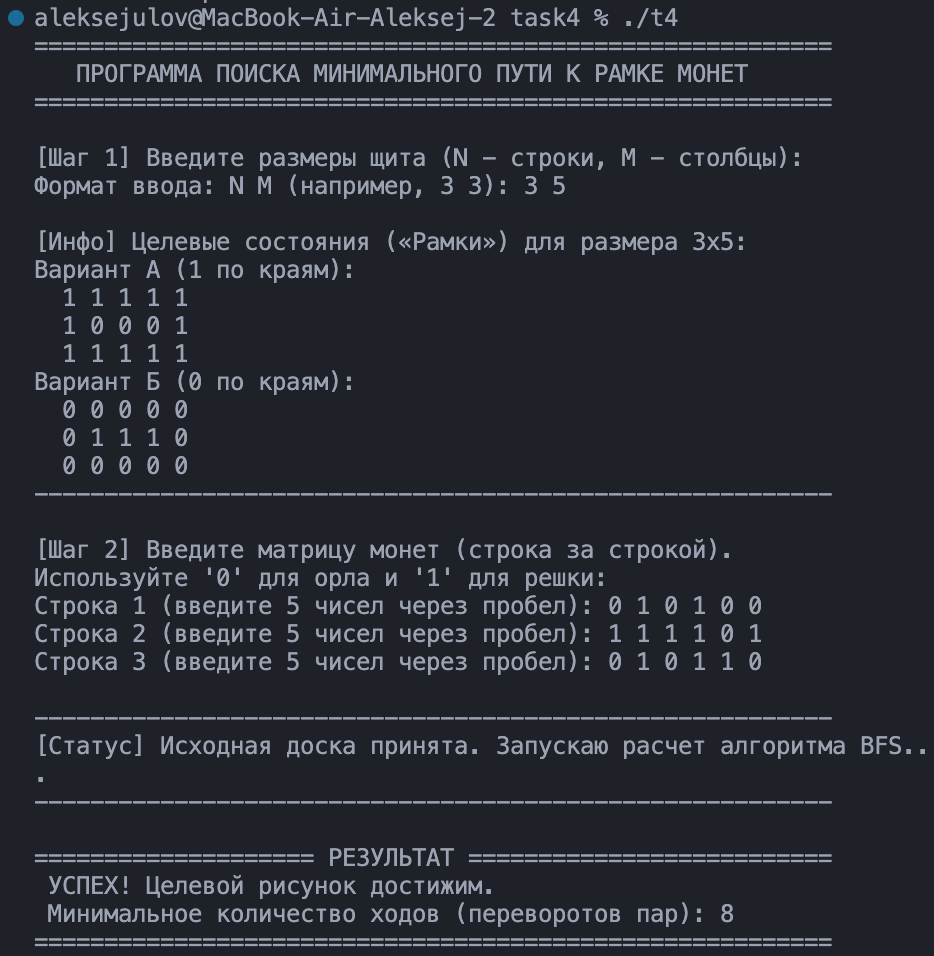 aleksejulov@MacBook-Air-Aleksej-2 task4 % ./t4
=========================================================
   ПРОГРАММА ПОИСКА МИНИМАЛЬНОГО ПУТИ К РАМКЕ МОНЕТ
=========================================================

[Шаг 1] Введите размеры щита (N – строки, M – столбцы):
Формат ввода: N M (например, 3 3): 3 5

[Инфо] Целевые состояния («Рамки») для размера 3x5:
Вариант А (1 по краям):
  1 1 1 1 1
  1 0 0 0 1
  1 1 1 1 1
Вариант Б (0 по краям):
  0 0 0 0 0
  0 1 1 1 0
  0 0 0 0 0
---------------------------------------------------------

[Шаг 2] Введите матрицу монет (строка за строкой).
Используйте '0' для орла и '1' для решки:
Строка 1 (введите 5 чисел через пробел): 0 1 0 1 0 0
Строка 2 (введите 5 чисел через пробел): 1 1 1 1 0 1
Строка 3 (введите 5 чисел через пробел): 0 1 0 1 1 0

---------------------------------------------------------
[Статус] Исходная доска принята. Запускаю расчет алгоритма BFS..
.
---------------------------------------------------------

==================== РЕЗУЛЬТАТ ==========================
 УСПЕХ! Целевой рисунок достижим.
 Минимальное количество ходов (переворотов пар): 8
=========================================================